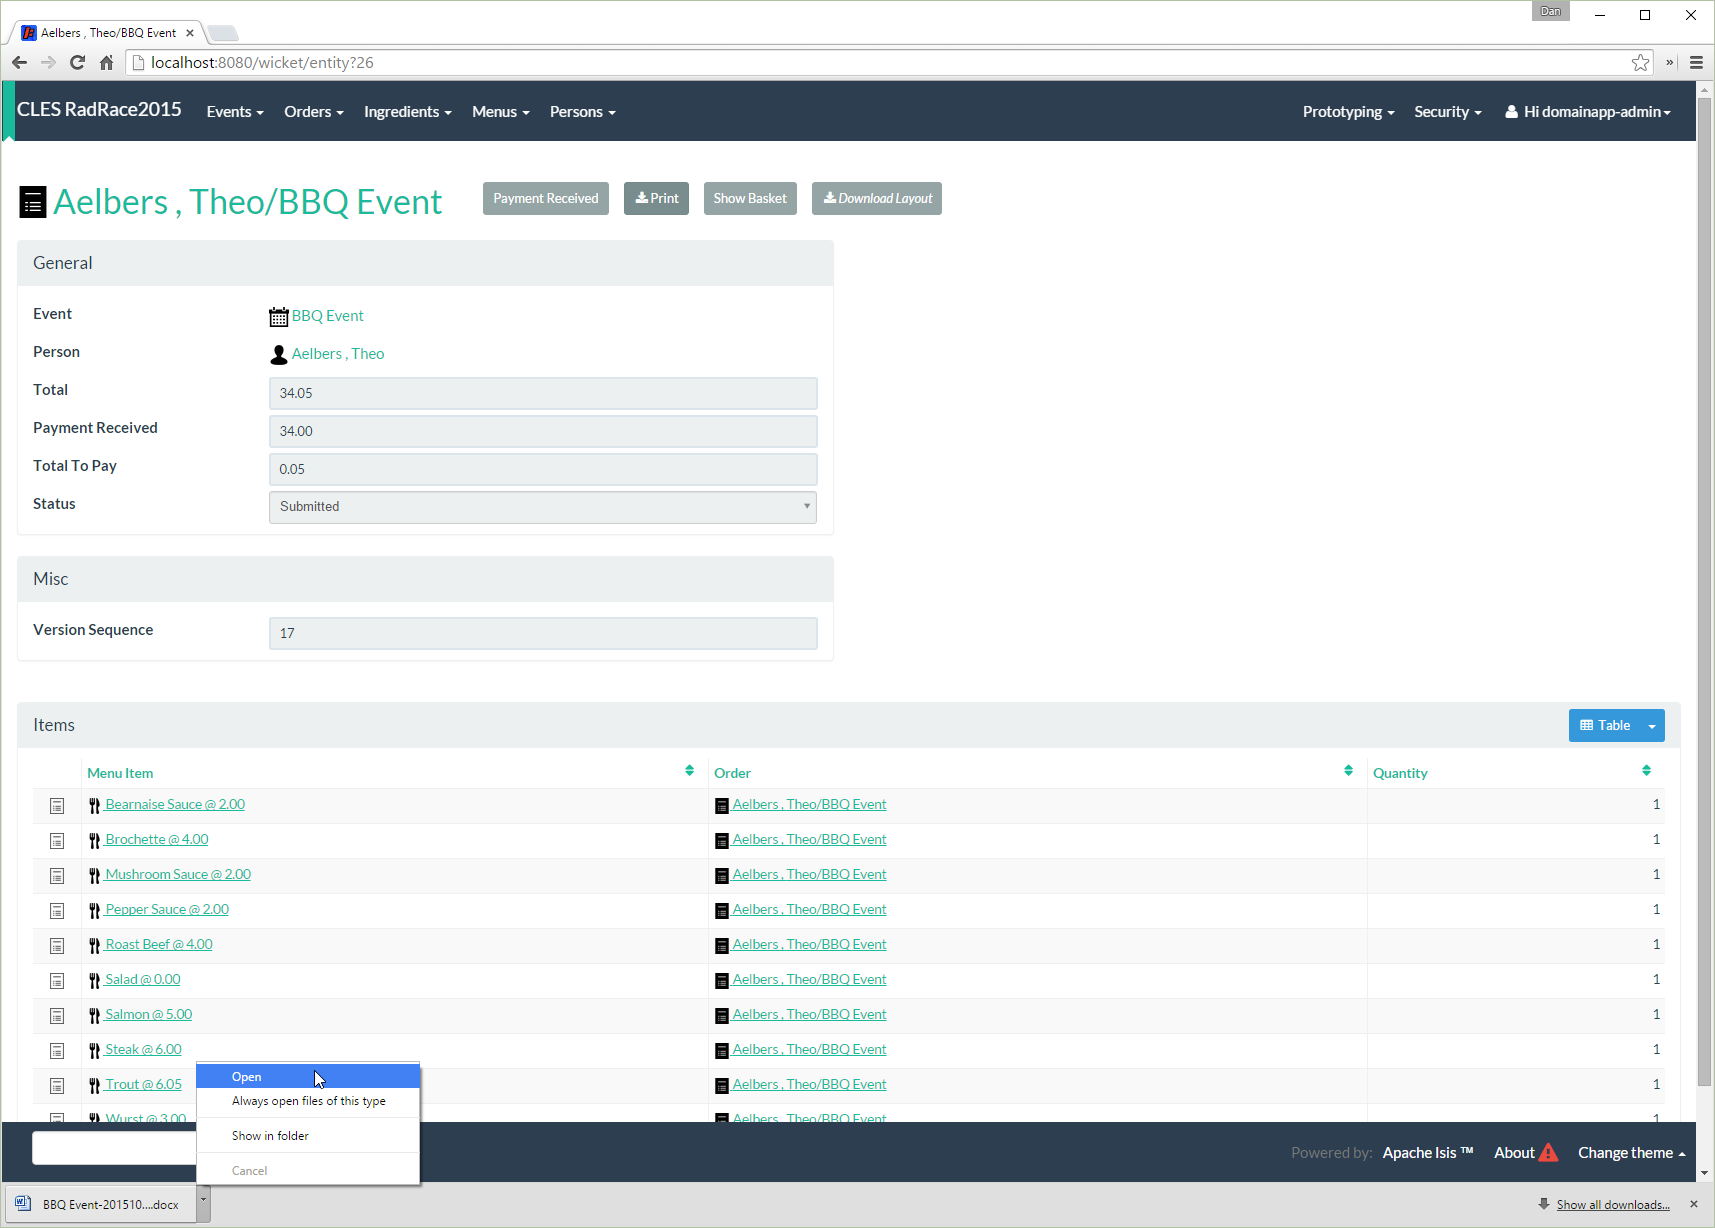 Dan
Aelbers , Theo/BBQ Event
localhost:8080/wicket/entity?26
CLES RadRace2015 Events Orders Ingredients Menus Persons Prototyping Security Hi domainapp-admin
Aelbers , Theo/BBQ Event Payment Received Print Show Basket Download Layout
General
Event BBQ Event
Person Aelbers , Theo
Total 34.05
Payment Received 34.00
Total To Pay 0.05
Status Submitted
Misc
Version Sequence 17
Items Table
Menu Item Order Quantity
Bearnaise Sauce @ 2.00 Aelbers , Theo/BBQ Event 1
Brochette @ 4.00 Aelbers , Theo/BBQ Event 1
Mushroom Sauce @ 2.00 Aelbers , Theo/BBQ Event 1
Pepper Sauce @ 2.00 Aelbers , Theo/BBQ Event 1
Roast Beef @ 4.00 Aelbers , Theo/BBQ Event 1
Salad @ 0.00 Aelbers , Theo/BBQ Event 1
Salmon @ 5.00 Aelbers , Theo/BBQ Event 1
Steak @ 6.00 Aelbers , Theo/BBQ Event 1
Trout @ 6.05 Aelbers , Theo/BBQ Event 1
Wurst @ 3.00 Aelbers , Theo/BBQ Event 1
Open
Always open files of this type
Show in folder
Cancel
Powered by: Apache Isis ™ About Change theme
BBQ Event-201510....docx Show all downloads...